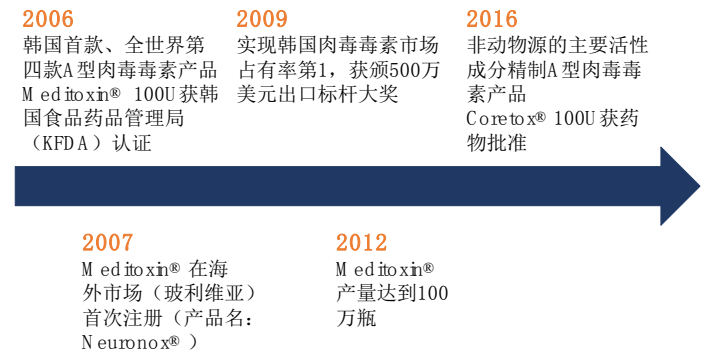 2006
韩国首款、全世界第
四款A型肉毒毒素产品
Meditoxin® 100U获韩
国食品药品管理局
（KFDA）认证
2009
实现韩国肉毒毒素市场
占有率第1，获颁500万
美元出口标杆大奖
2016
非动物源的主要活性
成分精制A型肉毒毒
素产品
Coretox® 100U获药
物批准
2007
Meditoxin® 在海
外市场（玻利维亚）
首次注册（产品名：
Neuronox® ）
2012
Meditoxin®
产量达到100
万瓶